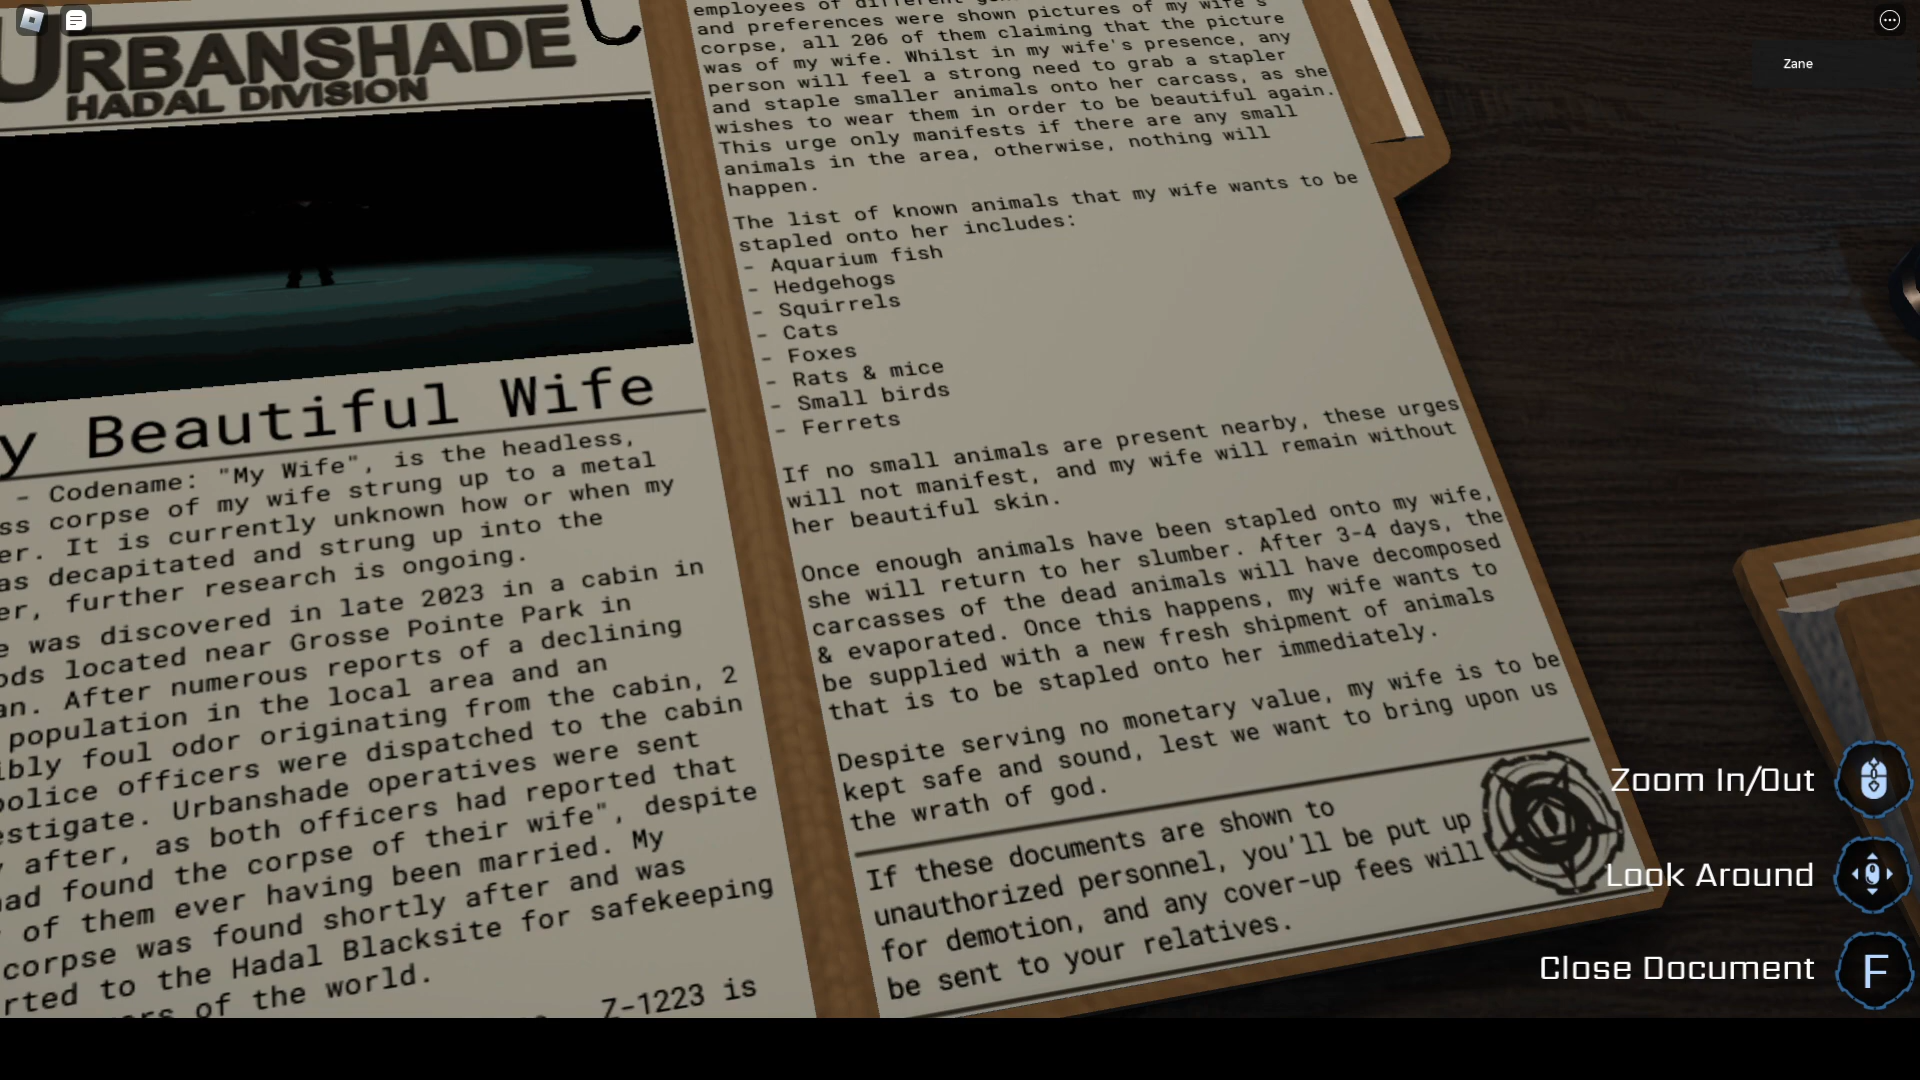 URBANSHADE
HADAL DIVISION
y Beautiful Wife
- Codename: "My Wife", is the headless,
ss corpse of my wife strung up to a metal
er. It is currently unknown how or when my
as decapitated and strung up into the
er, further research is ongoing.
e was discovered in late 2023 in a cabin in
ods located near Grosse Pointe Park in
an. After numerous reports of a declining
population in the local area and an
ibly foul odor originating from the cabin, 2
police officers were dispatched to the cabin
estigate. Urbanshade operatives were sent
y after, as both officers had reported that
had found the corpse of their wife", despite
of them ever having been married. My
corpse was found shortly after and was
rted to the Hadal Blacksite for safekeeping
rs of the world.
Z-1223 is
employees of different
and preferences were shown pictures of my wife's
corpse, all 206 of them claiming that the picture
was of my wife. Whilst in my wife's presence, any
person will feel a strong need to grab a stapler
and staple smaller animals onto her carcass, as she
wishes to wear them in order to be beautiful again.
This urge only manifests if there are any small
animals in the area, otherwise, nothing will
happen.
The list of known animals that my wife wants to be
stapled onto her includes:
- Aquarium fish
- Hedgehogs
- Squirrels
- Cats
- Foxes
- Rats & mice
- Small birds
- Ferrets
If no small animals are present nearby, these urges
will not manifest, and my wife will remain without
her beautiful skin.
Once enough animals have been stapled onto my wife,
she will return to her slumber. After 3-4 days, the
carcasses of the dead animals will have decomposed
& evaporated. Once this happens, my wife wants to
be supplied with a new fresh shipment of animals
that is to be stapled onto her immediately.
Despite serving no monetary value, my wife is to be
kept safe and sound, lest we want to bring upon us
the wrath of god.
If these documents are shown to
unauthorized personnel, you'll be put up
for demotion, and any cover-up fees will
be sent to your relatives.
Zane
Zoom In/Out
Look Around
Close Document
F